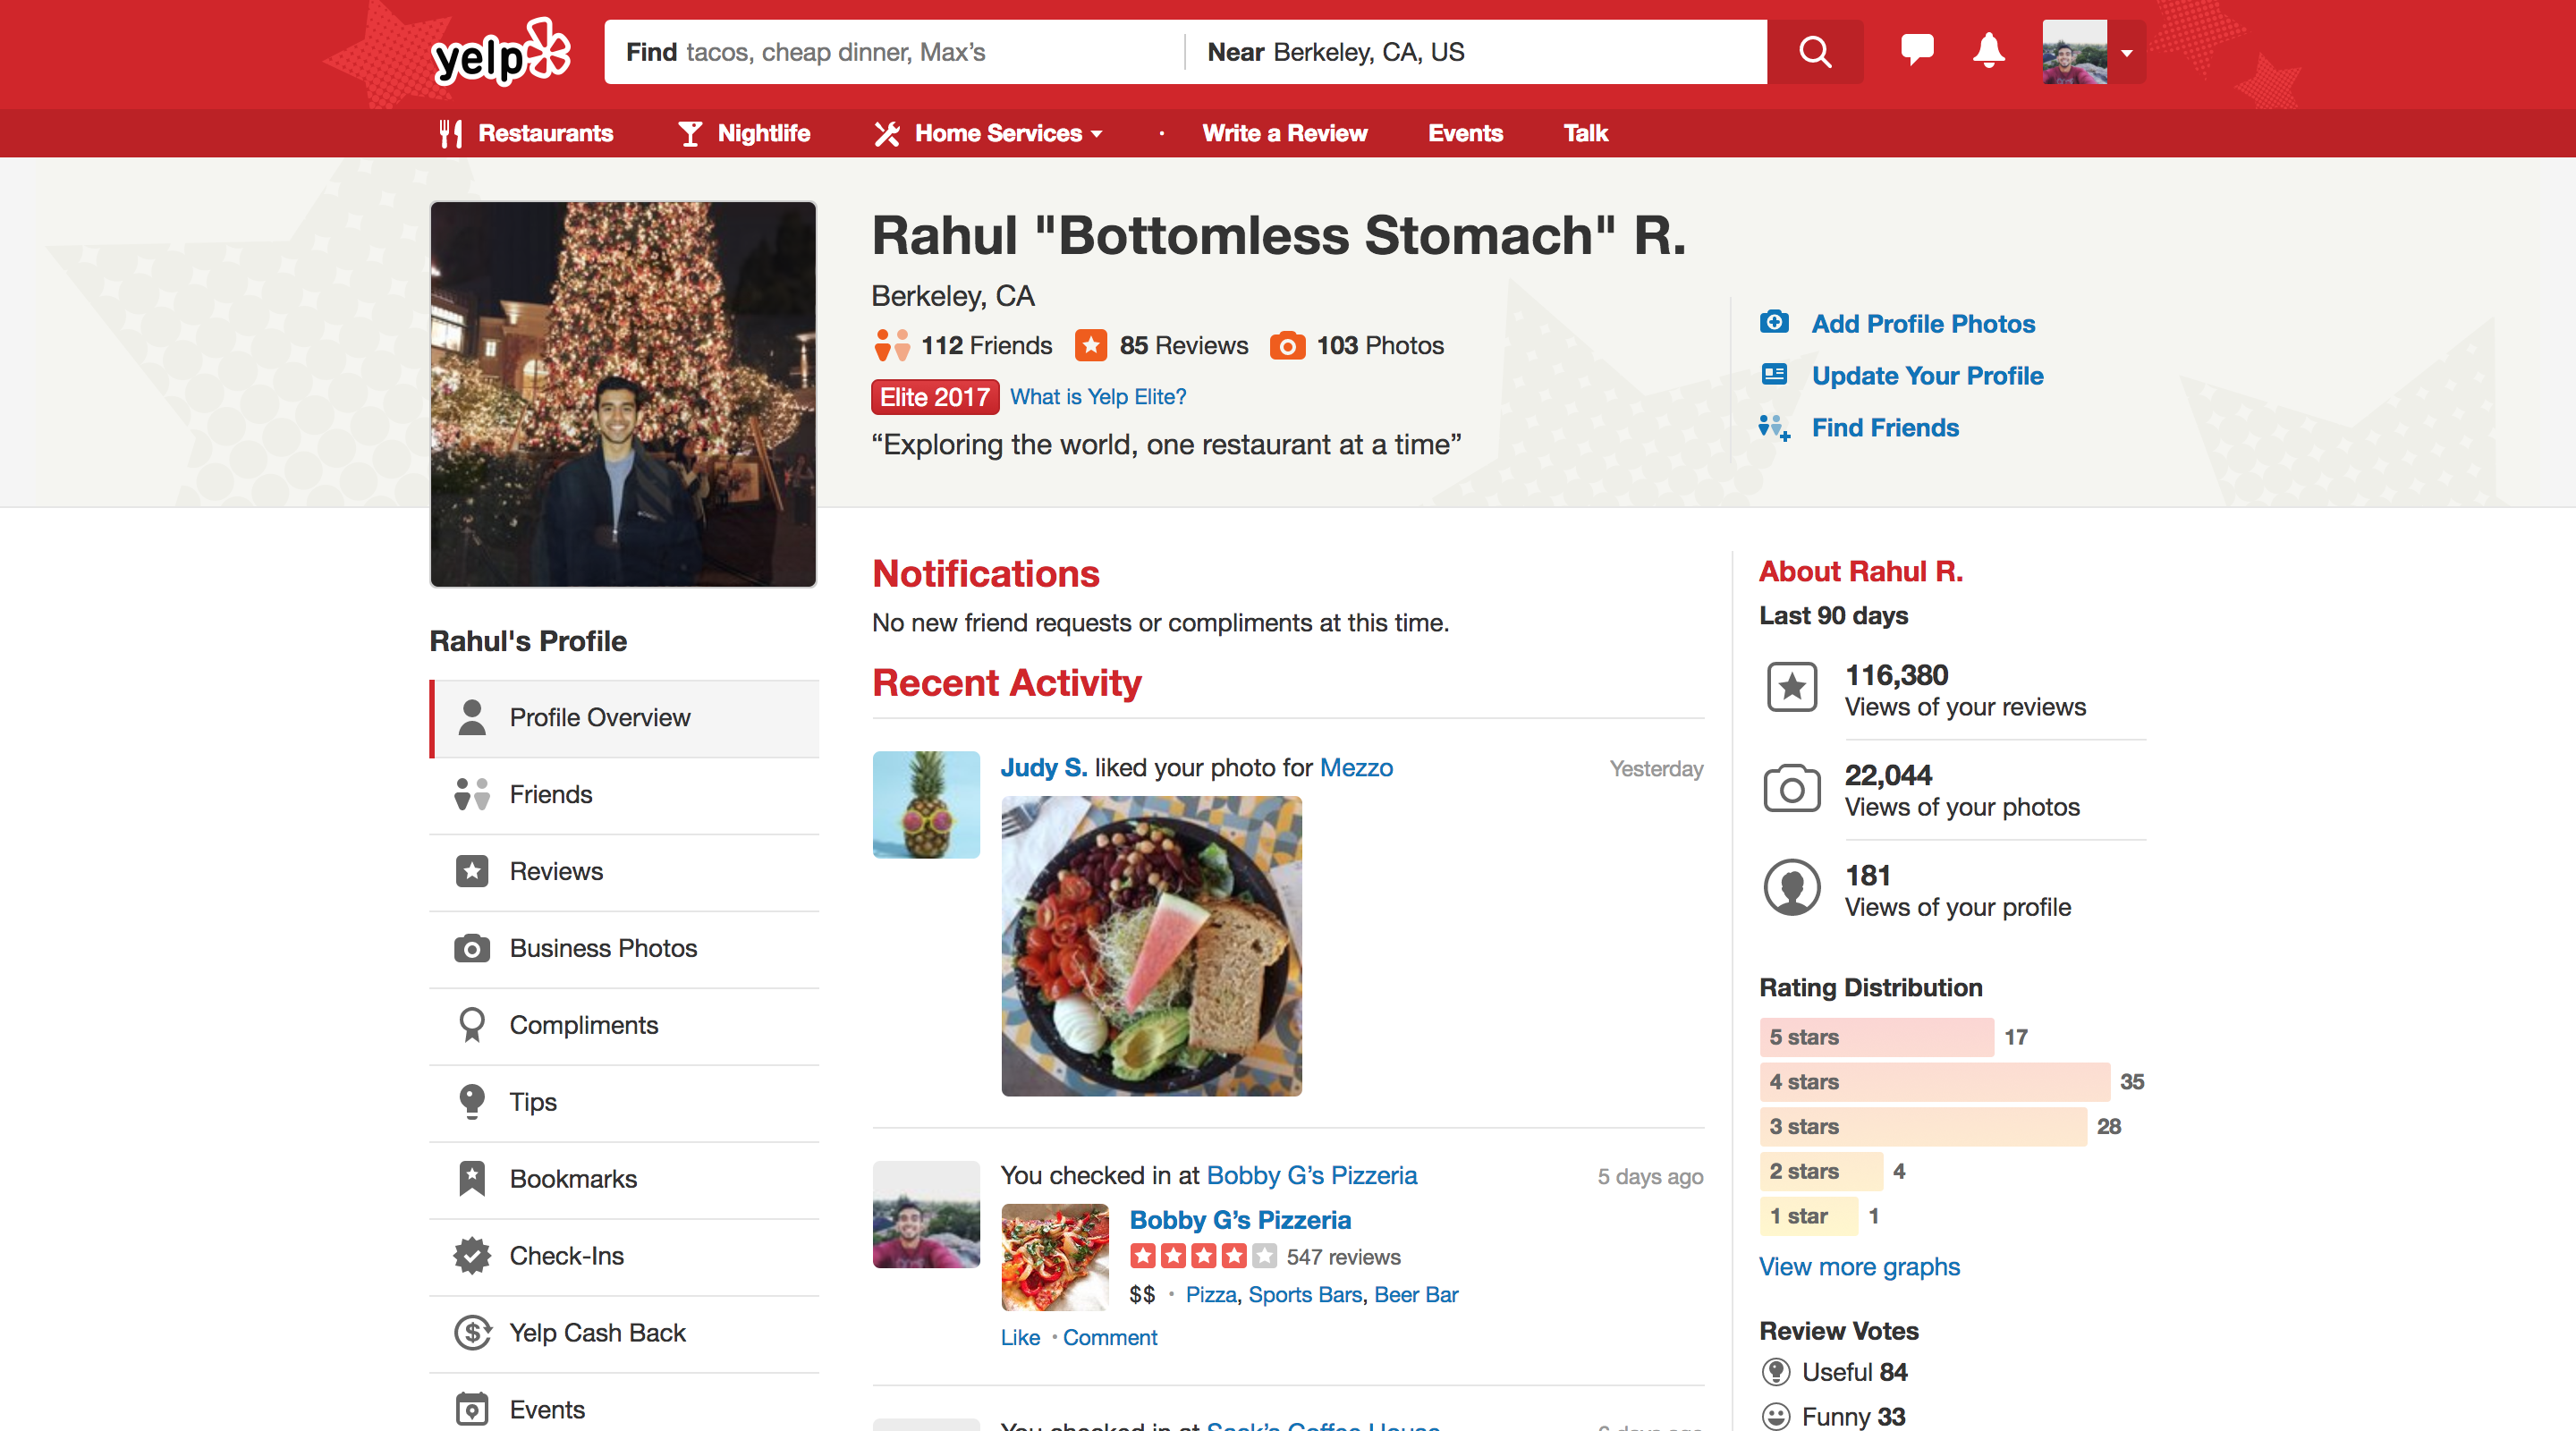 yelp
Find tacos, cheap dinner, Max’s
Near Berkeley, CA, US
Restaurants
Nightlife
Home Services
Write a Review
Events
Talk
Rahul "Bottomless Stomach" R.
Berkeley, CA
112 Friends
85 Reviews
103 Photos
Elite 2017 What is Yelp Elite?
“Exploring the world, one restaurant at a time”
Add Profile Photos
Update Your Profile
Find Friends
Rahul's Profile
Profile Overview
Friends
Reviews
Business Photos
Compliments
Tips
Bookmarks
Check-Ins
Yelp Cash Back
Events
Notifications
No new friend requests or compliments at this time.
Recent Activity
Judy S. liked your photo for Mezzo
Yesterday
You checked in at Bobby G’s Pizzeria
5 days ago
Bobby G’s Pizzeria
547 reviews
$$ • Pizza, Sports Bars, Beer Bar
Like • Comment
You checked in at
6 days ago
About Rahul R.
Last 90 days
116,380
Views of your reviews
22,044
Views of your photos
181
Views of your profile
Rating Distribution
5 stars 17
4 stars 35
3 stars 28
2 stars 4
1 star 1
View more graphs
Review Votes
Useful 84
Funny 33